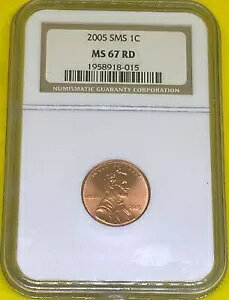 2005 SMS 1C
MS 67 RD
1958918-015
NUMISMATIC GUARANTY CORPORATION